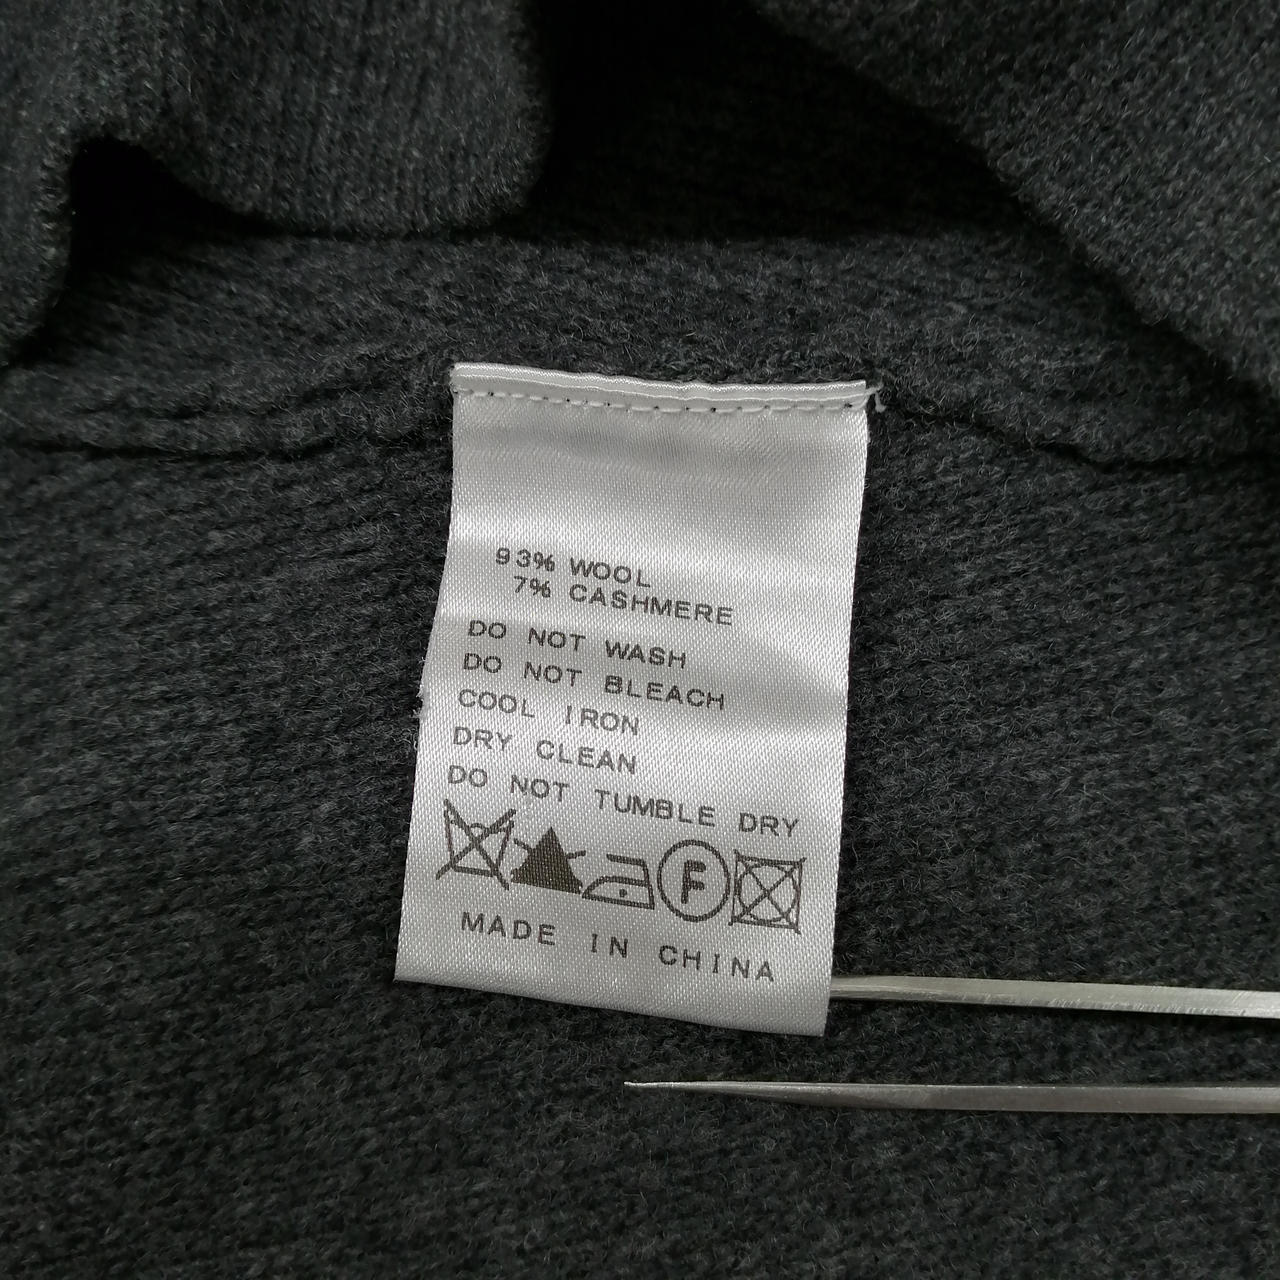 93% WOOL
7% CASHMERE
DO NOT WASH
DO NOT BLEACH
COOL IRON
DRY CLEAN
DO NOT TUMBLE DRY
F
MADE IN CHINA